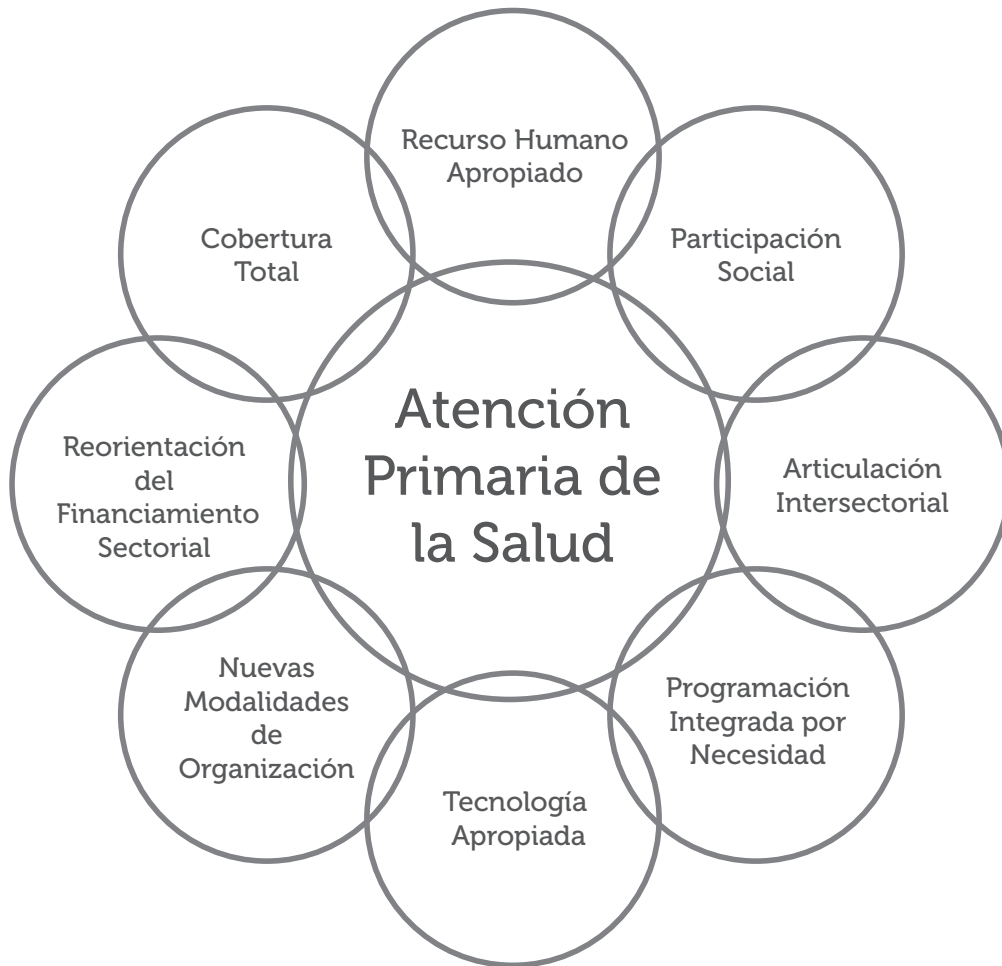 Recurso Humano
Apropiado
Participación
Social
Articulación
Intersectorial
Programación
Integrada por
Necesidad
Tecnología
Apropiada
Nuevas
Modalidades
de
Organización
Reorientación
del
Financiamiento
Sectorial
Cobertura
Total
Atención
Primaria de
la Salud